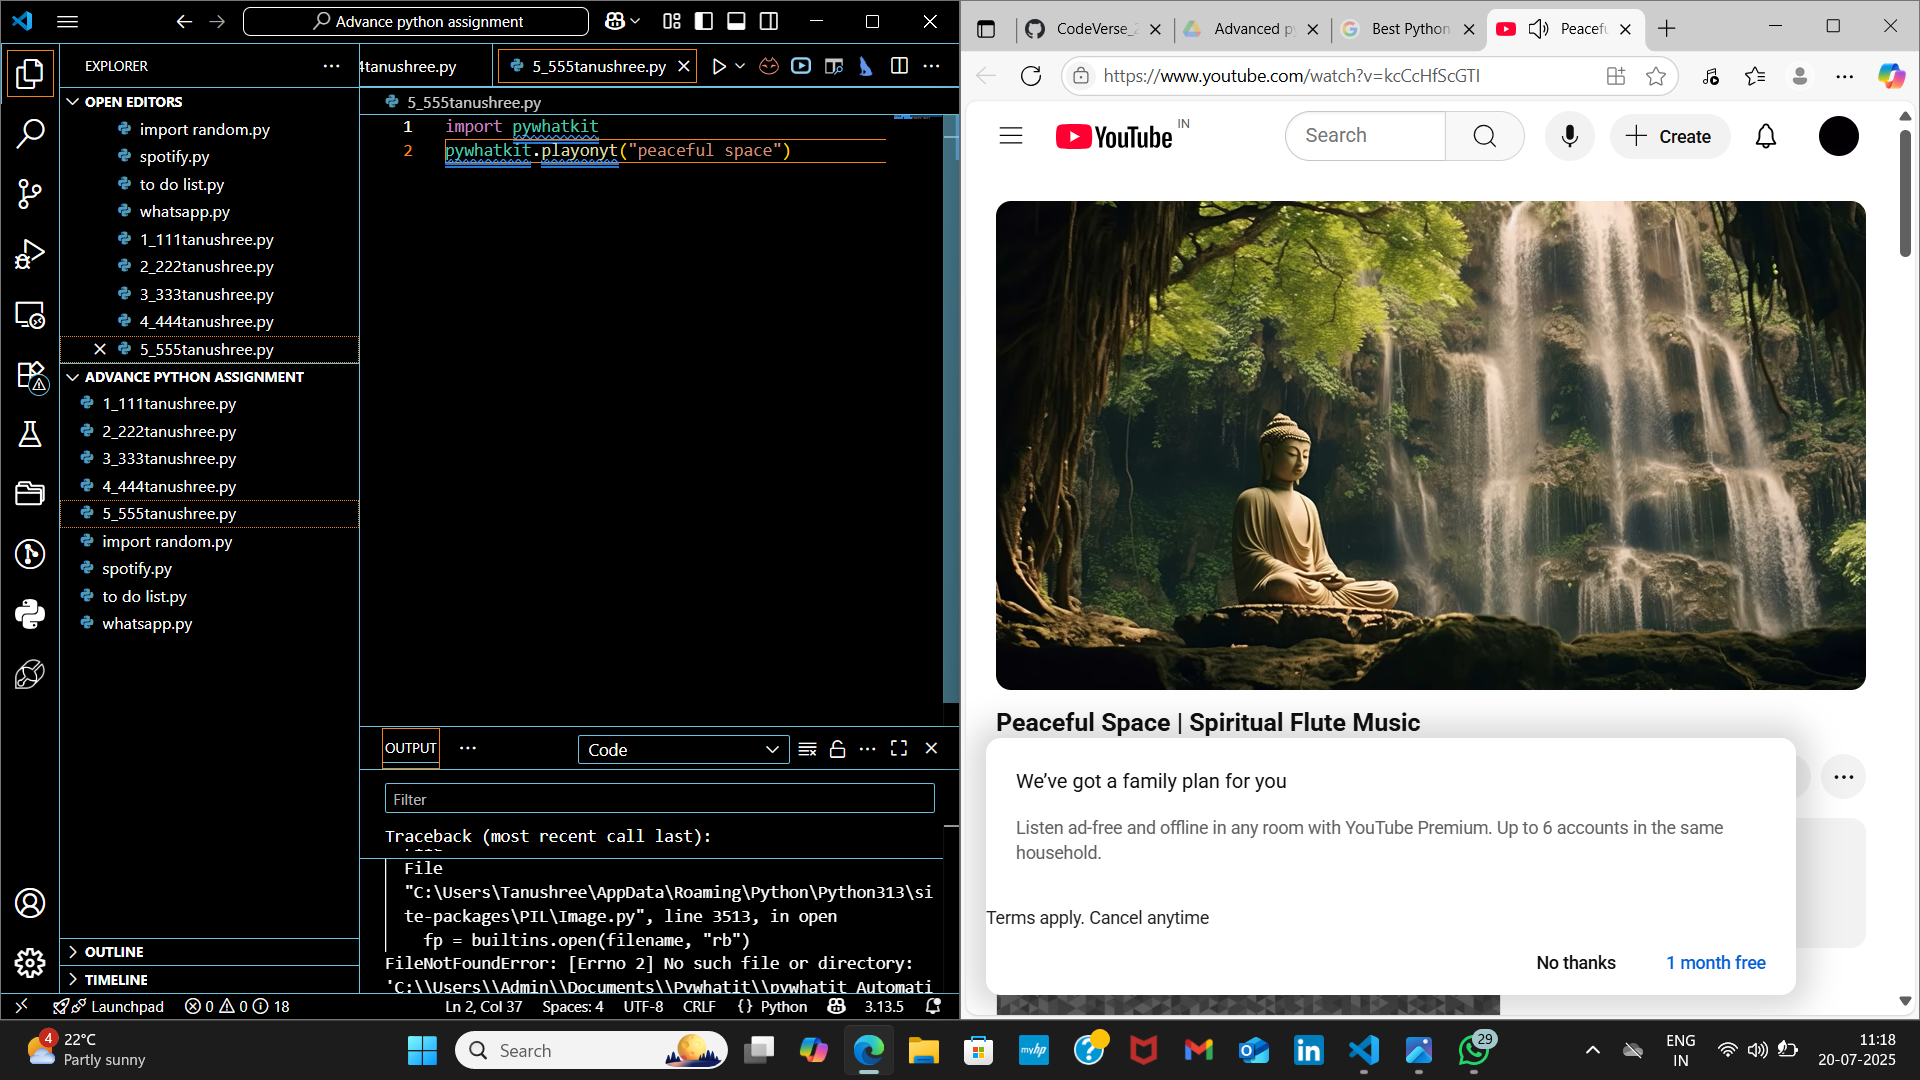 Advance python assignment
EXPLORER
OPEN EDITORS
import random.py
spotify.py
to do list.py
whatsapp.py
1_111tanushree.py
2_222tanushree.py
3_333tanushree.py
4_444tanushree.py
5_555tanushree.py
ADVANCE PYTHON ASSIGNMENT
1_111tanushree.py
2_222tanushree.py
3_333tanushree.py
4_444tanushree.py
5_555tanushree.py
import random.py
spotify.py
to do list.py
whatsapp.py
OUTLINE
TIMELINE
4tanushree.py
5_555tanushree.py
5_555tanushree.py
1 import pywhatkit
2 pywhatkit.playonyt("peaceful space")
OUTPUT
Code
Filter
Traceback (most recent call last):
File
"C:\Users\Tanushree\AppData\Roaming\Python\Python313\si
te-packages\PIL\Image.py", line 3513, in open
fp = builtins.open(filename, "rb")
FileNotFoundError: [Errno 2] No such file or directory:
'C:\\Users\\Admin\\Documents\\Pywhatit\\pywhatit Automati
Launchpad 0 0 18 Ln 2, Col 37 Spaces: 4 UTF-8 CRLF {} Python 3.13.5
CodeVerse_2 Advanced py Best Python Peacefu
https://www.youtube.com/watch?v=kcCcHfScGTI
YouTube IN
Search
Create
Peaceful Space | Spiritual Flute Music
We've got a family plan for you
Listen ad-free and offline in any room with YouTube Premium. Up to 6 accounts in the same
household.
Terms apply. Cancel anytime
No thanks 1 month free
4
22°C
Partly sunny
Search
myhp
29
ENG
IN
11:18
20-07-2025